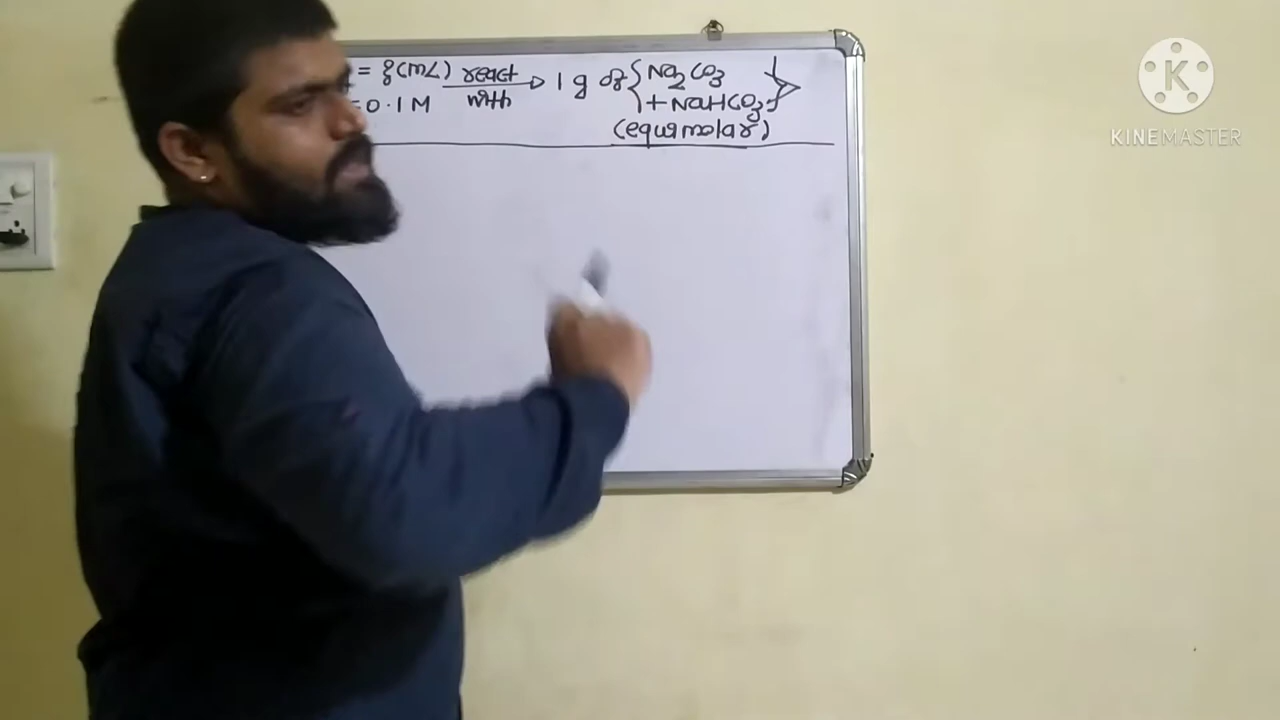 = ?(mL) react with → 1 g of { Na2CO3
= 0.1 M + NaHCO3 }
(equimolar)
K
KINEMASTER